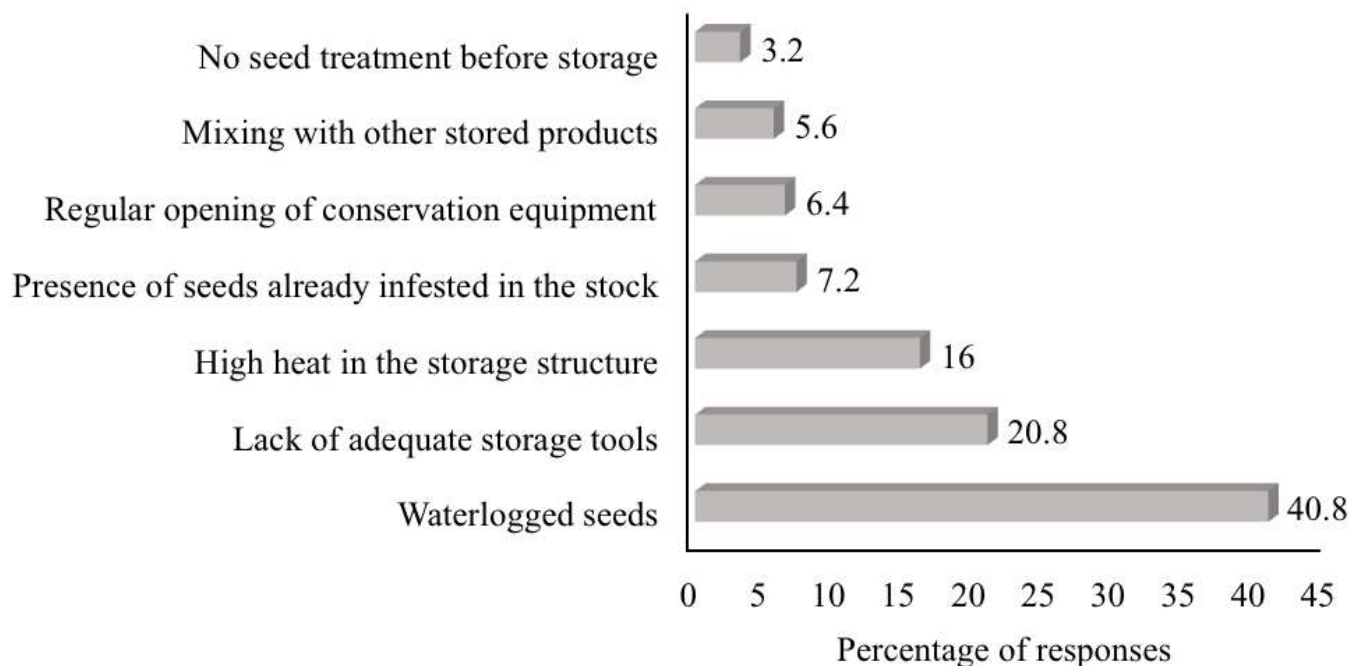 No seed treatment before storage 3.2
Mixing with other stored products 5.6
Regular opening of conservation equipment 6.4
Presence of seeds already infested in the stock 7.2
High heat in the storage structure 16
Lack of adequate storage tools 20.8
Waterlogged seeds 40.8
0 5 10 15 20 25 30 35 40 45
Percentage of responses